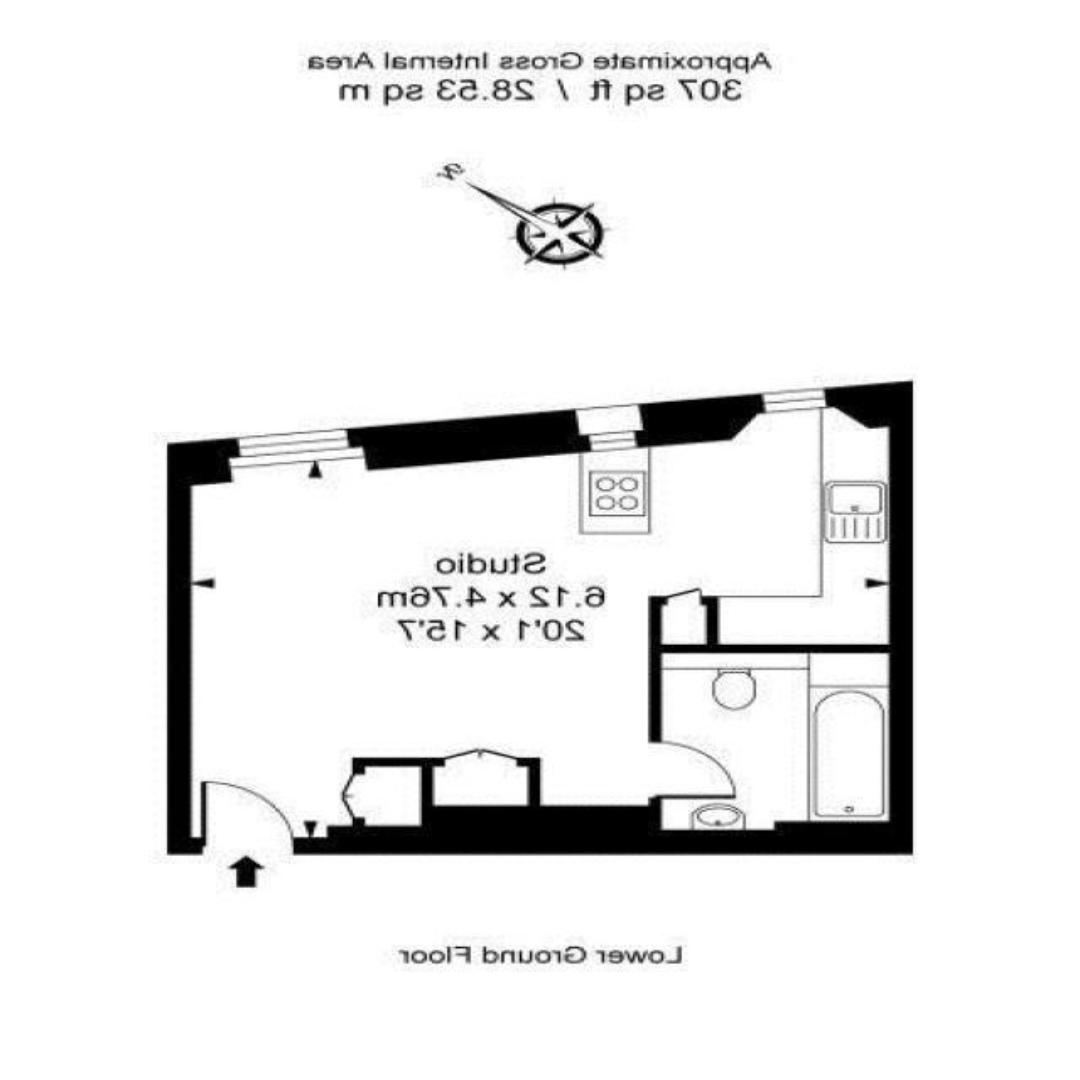 Approximate Gross Internal Area
307 sq ft / 28.53 sq m
N
Studio
6.12 x 4.76m
20'1 x 15'7
Lower Ground Floor